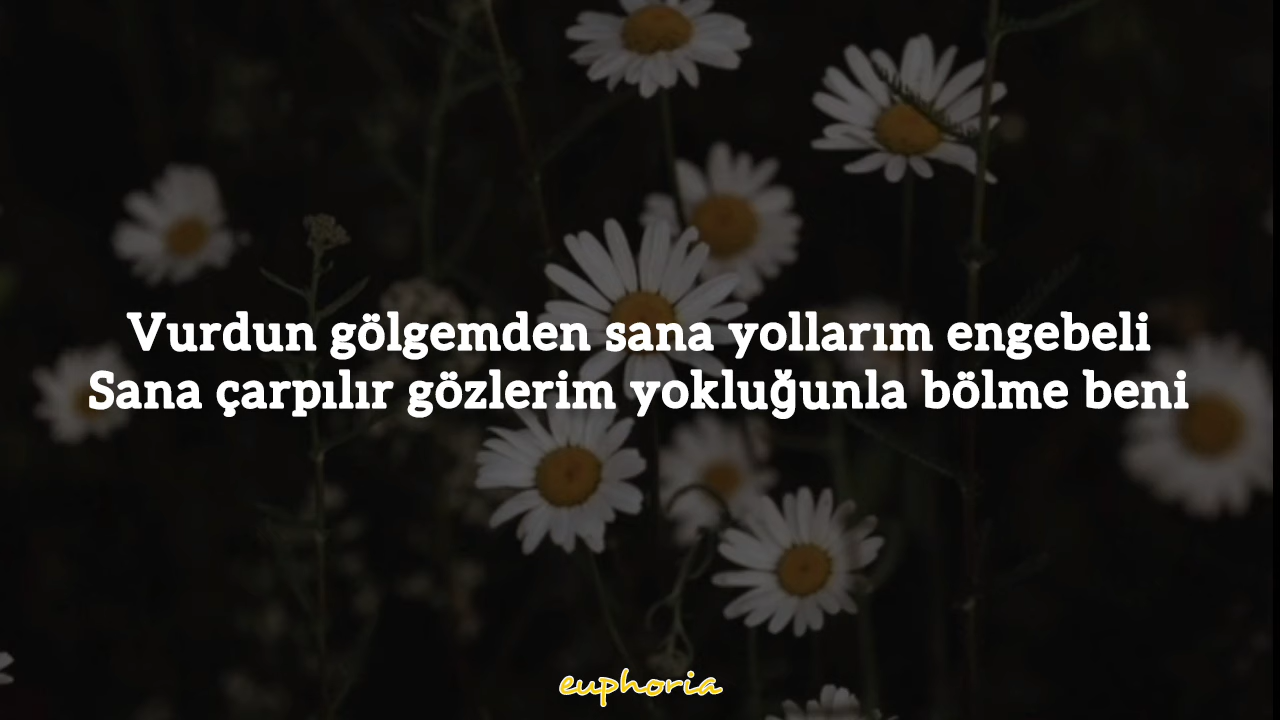 Vurdun gölgemden sana yollarım engebeli
Sana çarpılır gözlerim yokluğunla bölme beni
euphoria